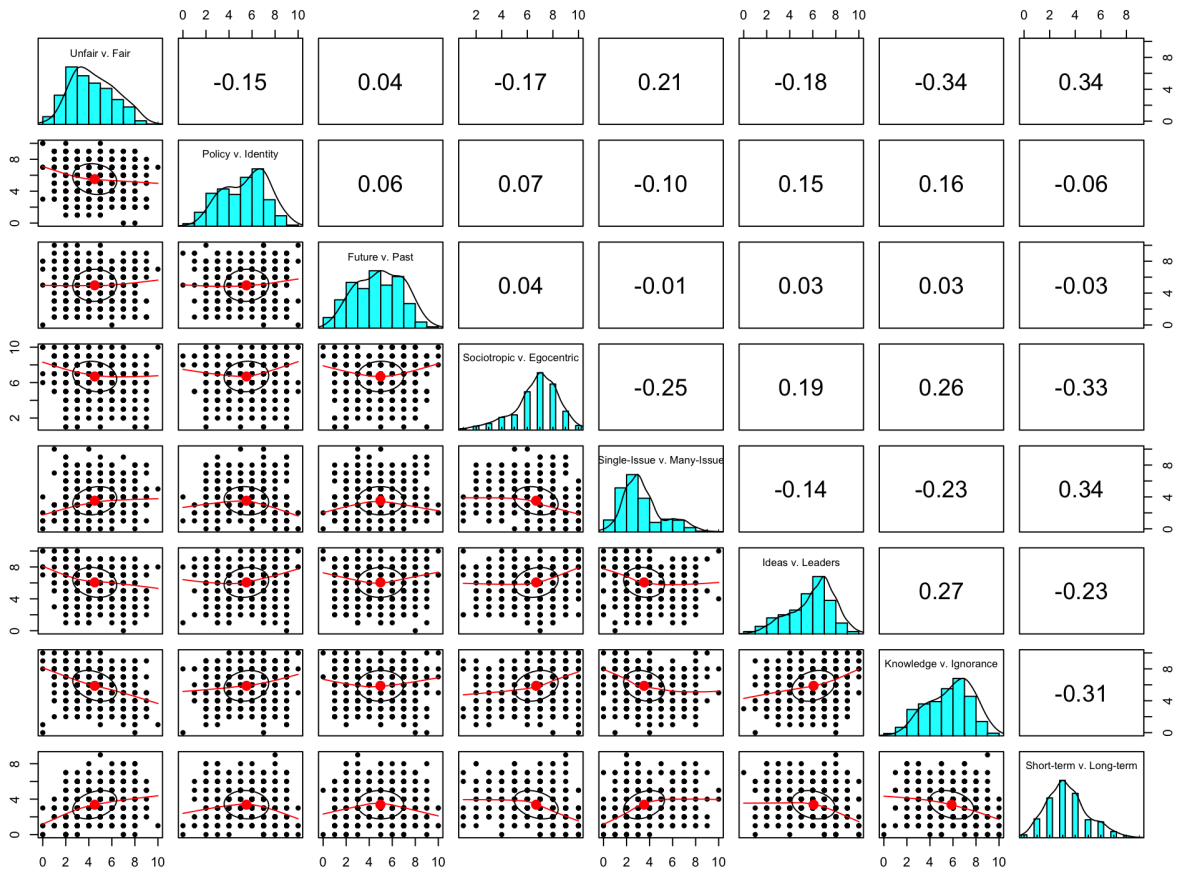 0 2 4 6 8 10 0 2 4 6 8 10 0 2 4 6 8 10 0 2 4 6 8
Unfair v. Fair -0.15 0.04 -0.17 0.21 -0.18 -0.34 0.34 0 4 8
0 4 8 Policy v. Identity 0.06 0.07 -0.10 0.15 0.16 -0.06
Future v. Past 0.04 -0.01 0.03 0.03 -0.03 0 4 8
2 6 10 Sociotropic v. Egocentric -0.25 0.19 0.26 -0.33
Single-Issue v. Many-Issue -0.14 -0.23 0.34 0 4 8
0 4 8 Ideas v. Leaders 0.27 -0.23
Knowledge v. Ignorance -0.31 0 4 8
0 4 8 Short-term v. Long-term
0 2 4 6 8 10 0 2 4 6 8 10 0 2 4 6 8 10 0 2 4 6 8 10